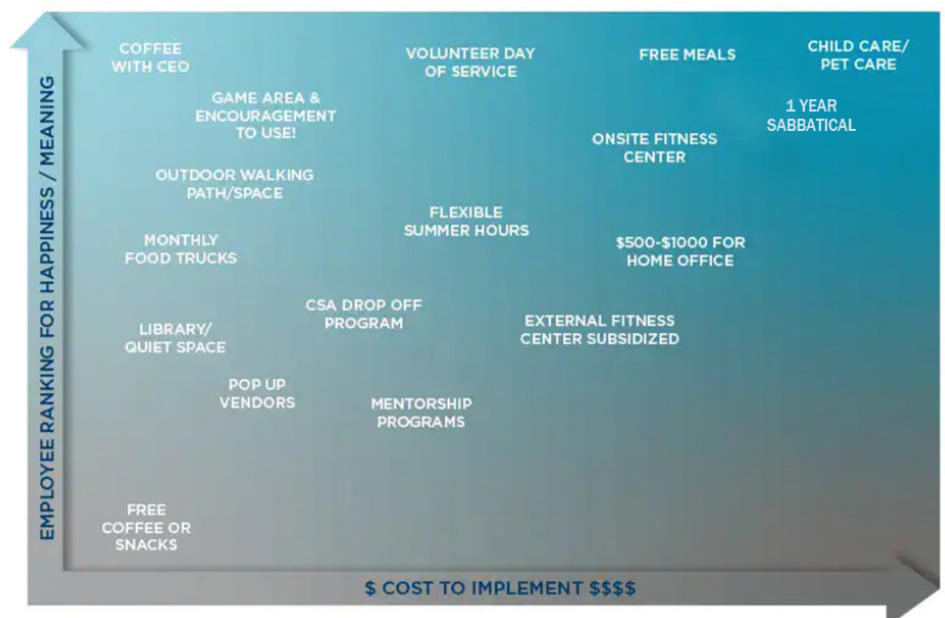 EMPLOYEE RANKING FOR HAPPINESS / MEANING
COFFEE
WITH CEO
VOLUNTEER DAY
OF SERVICE
FREE MEALS
CHILD CARE/
PET CARE
GAME AREA &
ENCOURAGEMENT
TO USE!
1 YEAR
SABBATICAL
ONSITE FITNESS
CENTER
OUTDOOR WALKING
PATH/SPACE
FLEXIBLE
SUMMER HOURS
MONTHLY
FOOD TRUCKS
$500-$1000 FOR
HOME OFFICE
CSA DROP OFF
PROGRAM
EXTERNAL FITNESS
CENTER SUBSIDIZED
LIBRARY/
QUIET SPACE
POP UP
VENDORS
MENTORSHIP
PROGRAMS
FREE
COFFEE OR
SNACKS
$ COST TO IMPLEMENT $$$$